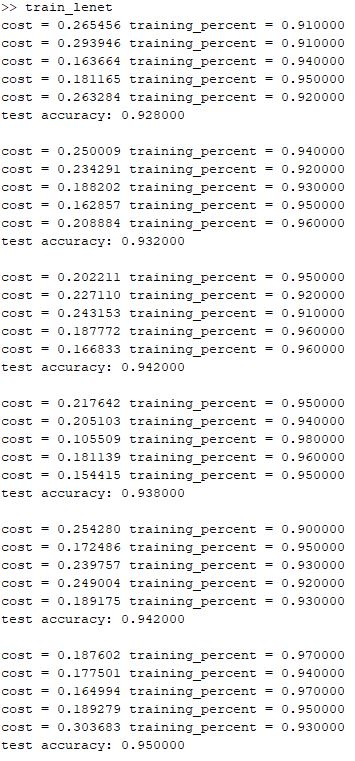 >> train_lenet
cost = 0.265456 training_percent = 0.910000
cost = 0.293946 training_percent = 0.910000
cost = 0.163664 training_percent = 0.940000
cost = 0.181165 training_percent = 0.950000
cost = 0.263284 training_percent = 0.920000
test accuracy: 0.928000
cost = 0.250009 training_percent = 0.940000
cost = 0.234291 training_percent = 0.920000
cost = 0.188202 training_percent = 0.930000
cost = 0.162857 training_percent = 0.950000
cost = 0.208884 training_percent = 0.960000
test accuracy: 0.932000
cost = 0.202211 training_percent = 0.950000
cost = 0.227110 training_percent = 0.920000
cost = 0.243153 training_percent = 0.910000
cost = 0.187772 training_percent = 0.960000
cost = 0.166833 training_percent = 0.960000
test accuracy: 0.942000
cost = 0.217642 training_percent = 0.950000
cost = 0.205103 training_percent = 0.940000
cost = 0.105509 training_percent = 0.980000
cost = 0.181139 training_percent = 0.960000
cost = 0.154415 training_percent = 0.950000
test accuracy: 0.938000
cost = 0.254280 training_percent = 0.900000
cost = 0.172486 training_percent = 0.950000
cost = 0.239757 training_percent = 0.930000
cost = 0.249004 training_percent = 0.920000
cost = 0.189175 training_percent = 0.930000
test accuracy: 0.942000
cost = 0.187602 training_percent = 0.970000
cost = 0.177501 training_percent = 0.940000
cost = 0.164994 training_percent = 0.970000
cost = 0.189279 training_percent = 0.950000
cost = 0.303683 training_percent = 0.930000
test accuracy: 0.950000